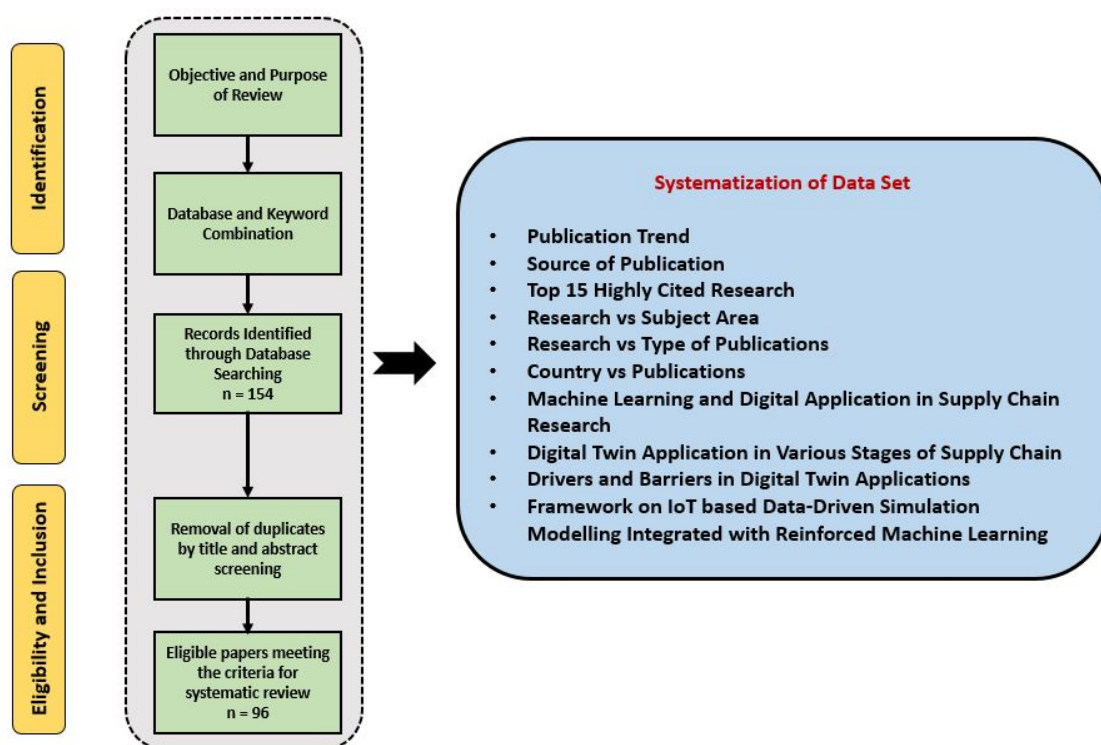 Identification
Screening
Eligibility and Inclusion
Objective and Purpose
of Review
Database and Keyword
Combination
Records Identified
through Database
Searching
n = 154
Removal of duplicates
by title and abstract
screening
Eligible papers meeting
the criteria for
systematic review
n = 96
Systematization of Data Set
• Publication Trend
• Source of Publication
• Top 15 Highly Cited Research
• Research vs Subject Area
• Research vs Type of Publications
• Country vs Publications
• Machine Learning and Digital Application in Supply Chain
Research
• Digital Twin Application in Various Stages of Supply Chain
• Drivers and Barriers in Digital Twin Applications
• Framework on IoT based Data-Driven Simulation
Modelling Integrated with Reinforced Machine Learning